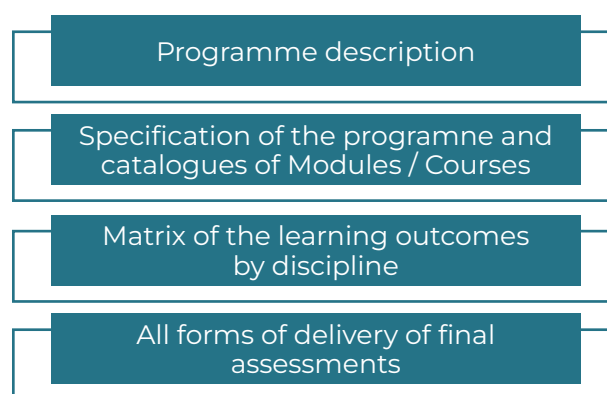 Programme description
Specification of the programne and
catalogues of Modules / Courses
Matrix of the learning outcomes
by discipline
All forms of delivery of final
assessments